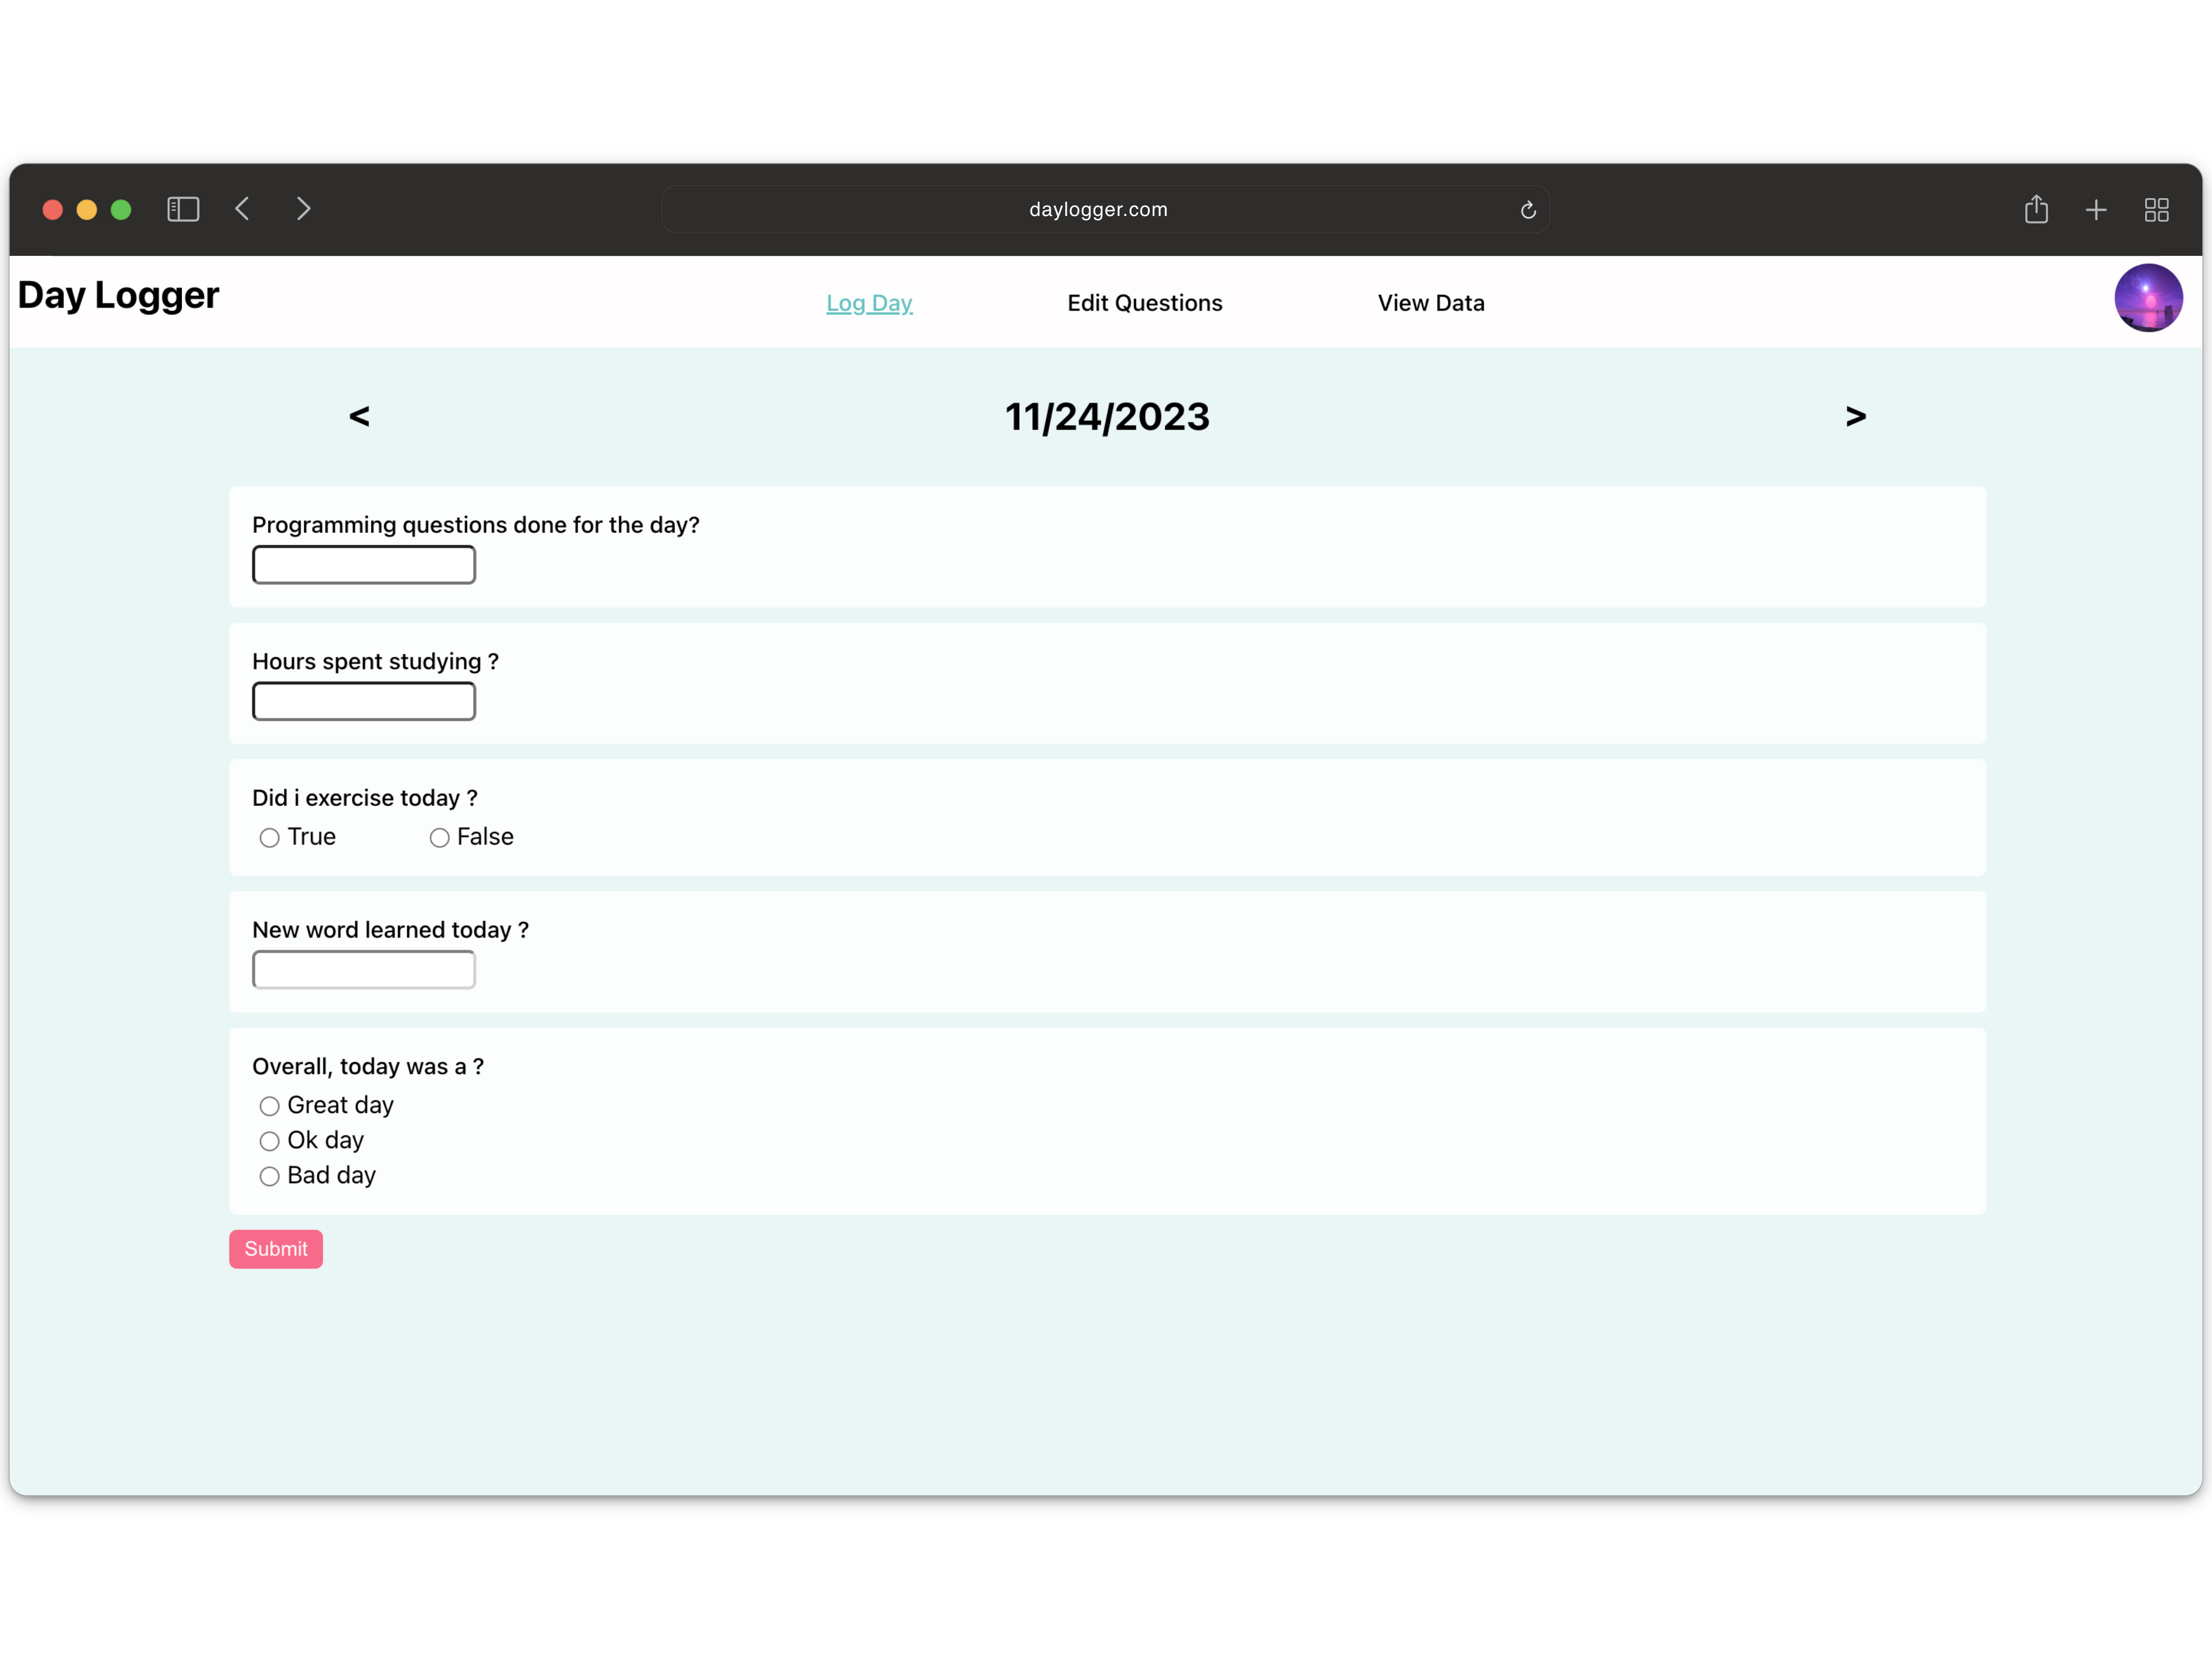 daylogger.com
Day Logger
Log Day
Edit Questions
View Data
<
11/24/2023
>
Programming questions done for the day?
Hours spent studying ?
Did i exercise today ?
True
False
New word learned today ?
Overall, today was a ?
Great day
Ok day
Bad day
Submit